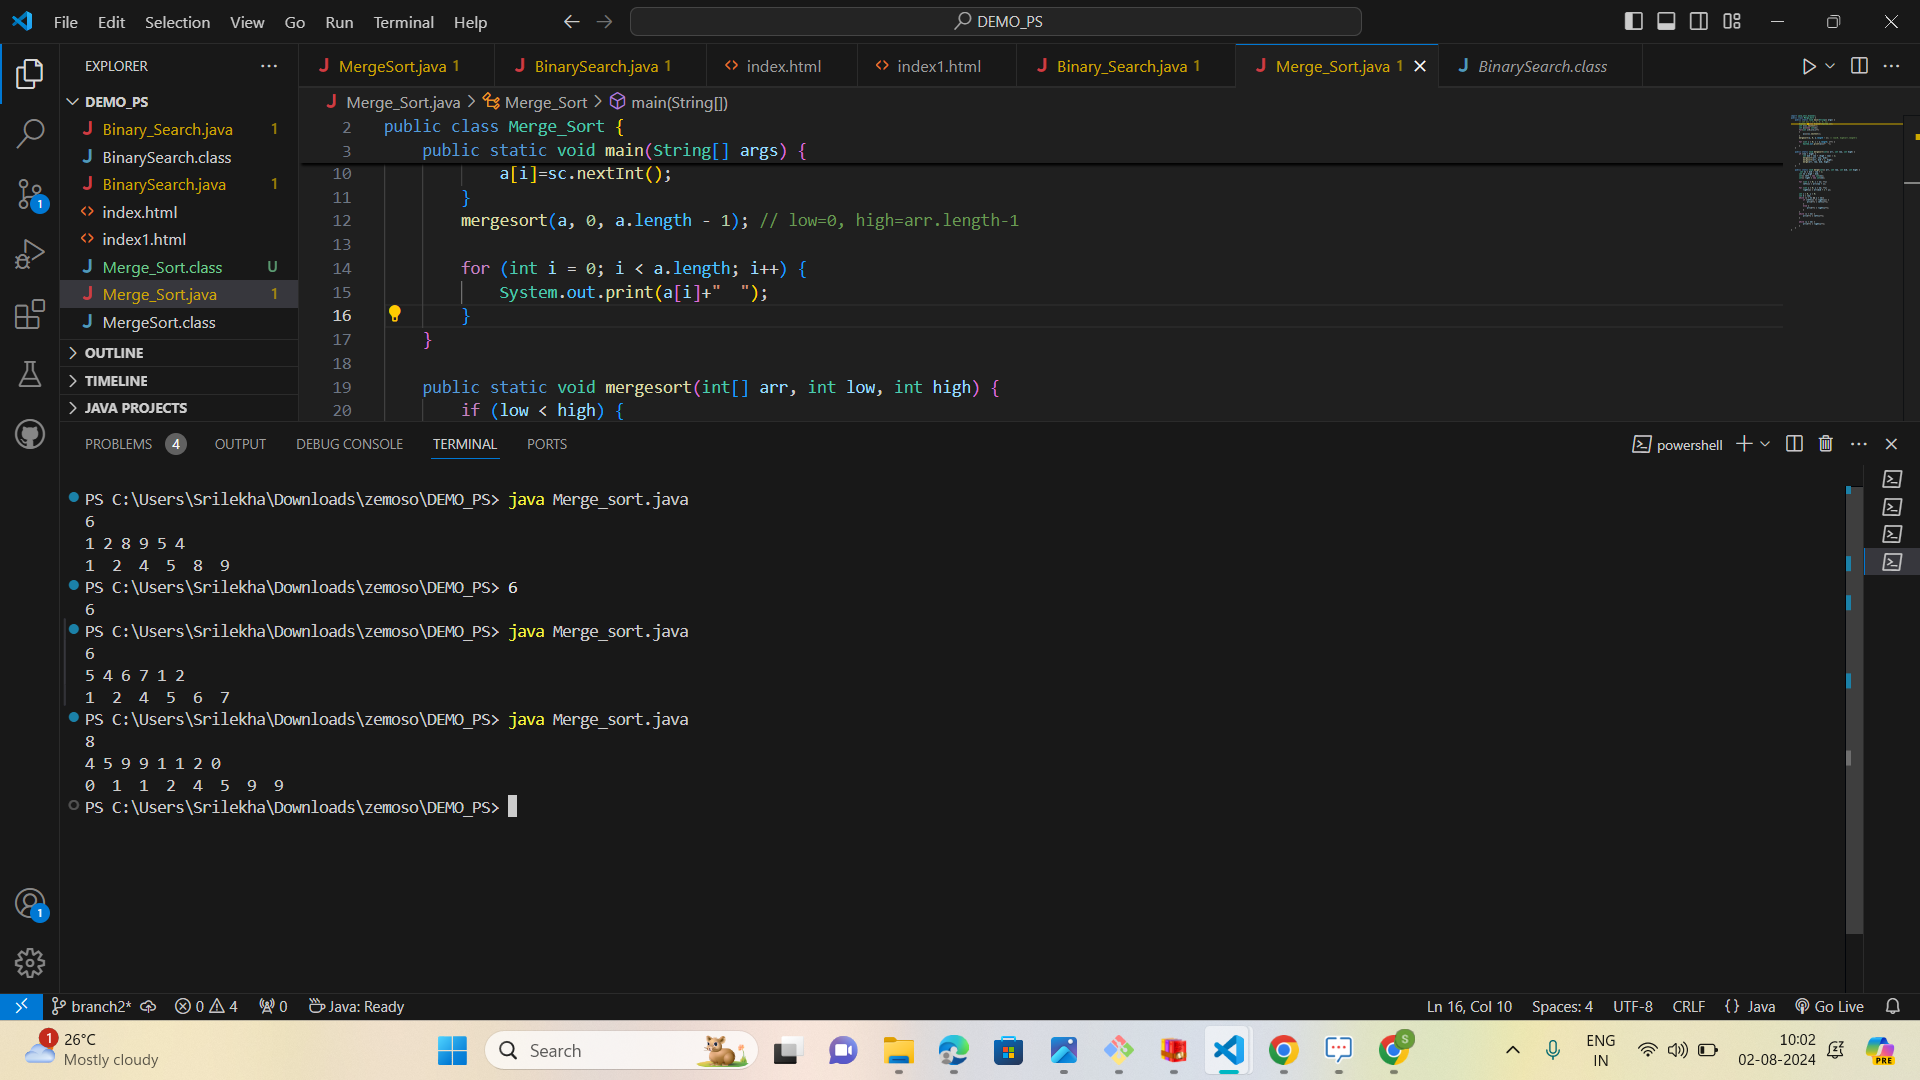 File Edit Selection View Go Run Terminal Help
DEMO_PS
EXPLORER
DEMO_PS
Binary_Search.java 1
BinarySearch.class
BinarySearch.java 1
index.html
index1.html
Merge_Sort.class U
Merge_Sort.java 1
MergeSort.class
OUTLINE
TIMELINE
JAVA PROJECTS
1
1
MergeSort.java 1
BinarySearch.java 1
index.html
index1.html
Binary_Search.java 1
Merge_Sort.java 1
BinarySearch.class
Merge_Sort.java > Merge_Sort > main(String[])
2 public class Merge_Sort {
3 public static void main(String[] args) {
10 a[i]=sc.nextInt();
11 }
12 mergesort(a, 0, a.length - 1); // low=0, high=arr.length-1
13
14 for (int i = 0; i < a.length; i++) {
15 System.out.print(a[i]+"  ");
16 }
17 }
18
19 public static void mergesort(int[] arr, int low, int high) {
20 if (low < high) {
PROBLEMS 4 OUTPUT DEBUG CONSOLE TERMINAL PORTS
powershell
PS C:\Users\Srilekha\Downloads\zemoso\DEMO_PS> java Merge_sort.java
6
1 2 8 9 5 4
1  2  4  5  8  9
PS C:\Users\Srilekha\Downloads\zemoso\DEMO_PS> 6
6
PS C:\Users\Srilekha\Downloads\zemoso\DEMO_PS> java Merge_sort.java
6
5 4 6 7 1 2
1  2  4  5  6  7
PS C:\Users\Srilekha\Downloads\zemoso\DEMO_PS> java Merge_sort.java
8
4 5 9 9 1 1 2 0
0  1  1  2  4  5  9  9
PS C:\Users\Srilekha\Downloads\zemoso\DEMO_PS>
branch2* 0 4 0 Java: Ready
Ln 16, Col 10 Spaces: 4 UTF-8 CRLF {} Java Go Live
1
26°C
Mostly cloudy
Search
S
ENG
IN
10:02
02-08-2024
PRE